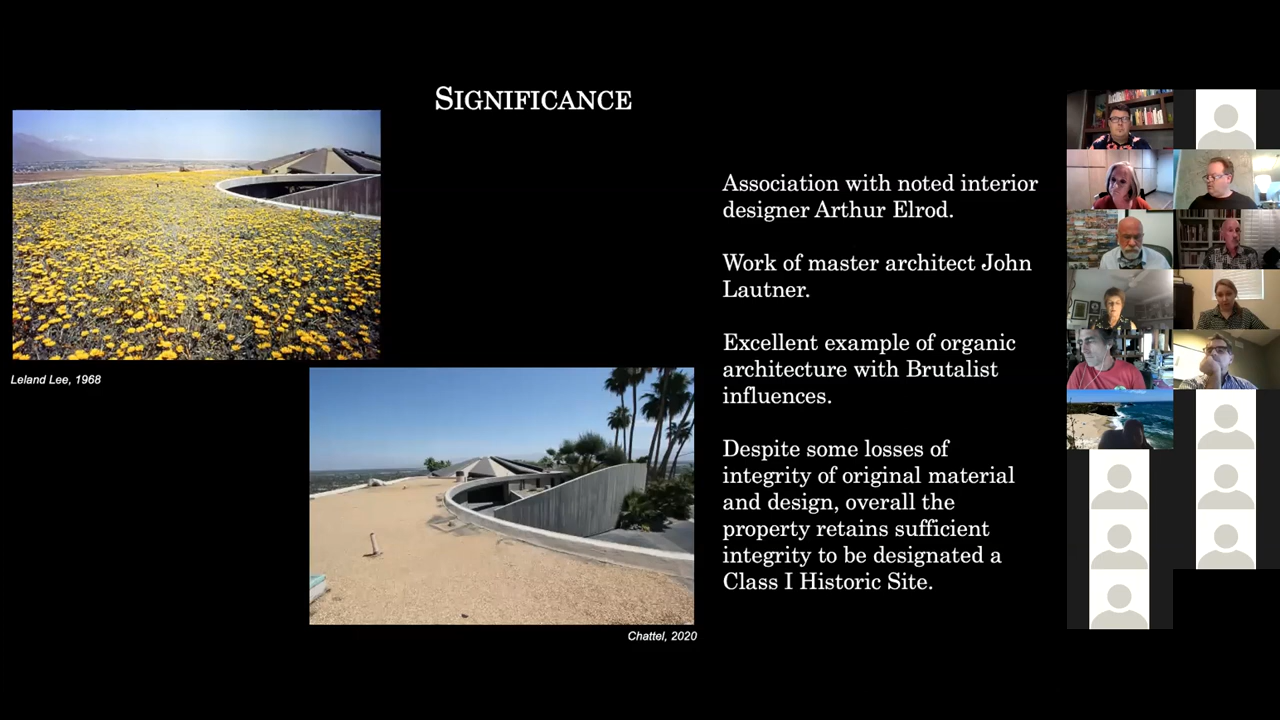 SIGNIFICANCE
Association with noted interior
designer Arthur Elrod.
Work of master architect John
Lautner.
Excellent example of organic
architecture with Brutalist
influences.
Despite some losses of
integrity of original material
and design, overall the
property retains sufficient
integrity to be designated a
Class I Historic Site.
Leland Lee, 1968
Chattel, 2020